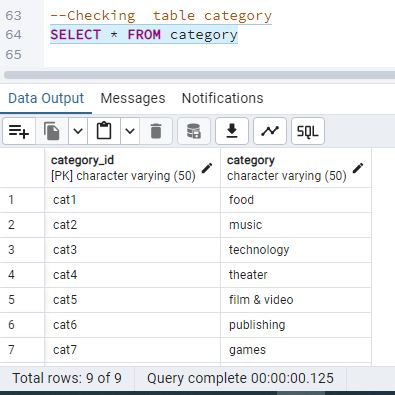 63 --Checking  table category
64 SELECT * FROM category
65
Data Output Messages Notifications
SQL
category_id category
[PK] character varying (50) character varying (50)
1 cat1 food
2 cat2 music
3 cat3 technology
4 cat4 theater
5 cat5 film & video
6 cat6 publishing
7 cat7 games
Total rows: 9 of 9 Query complete 00:00:00.125